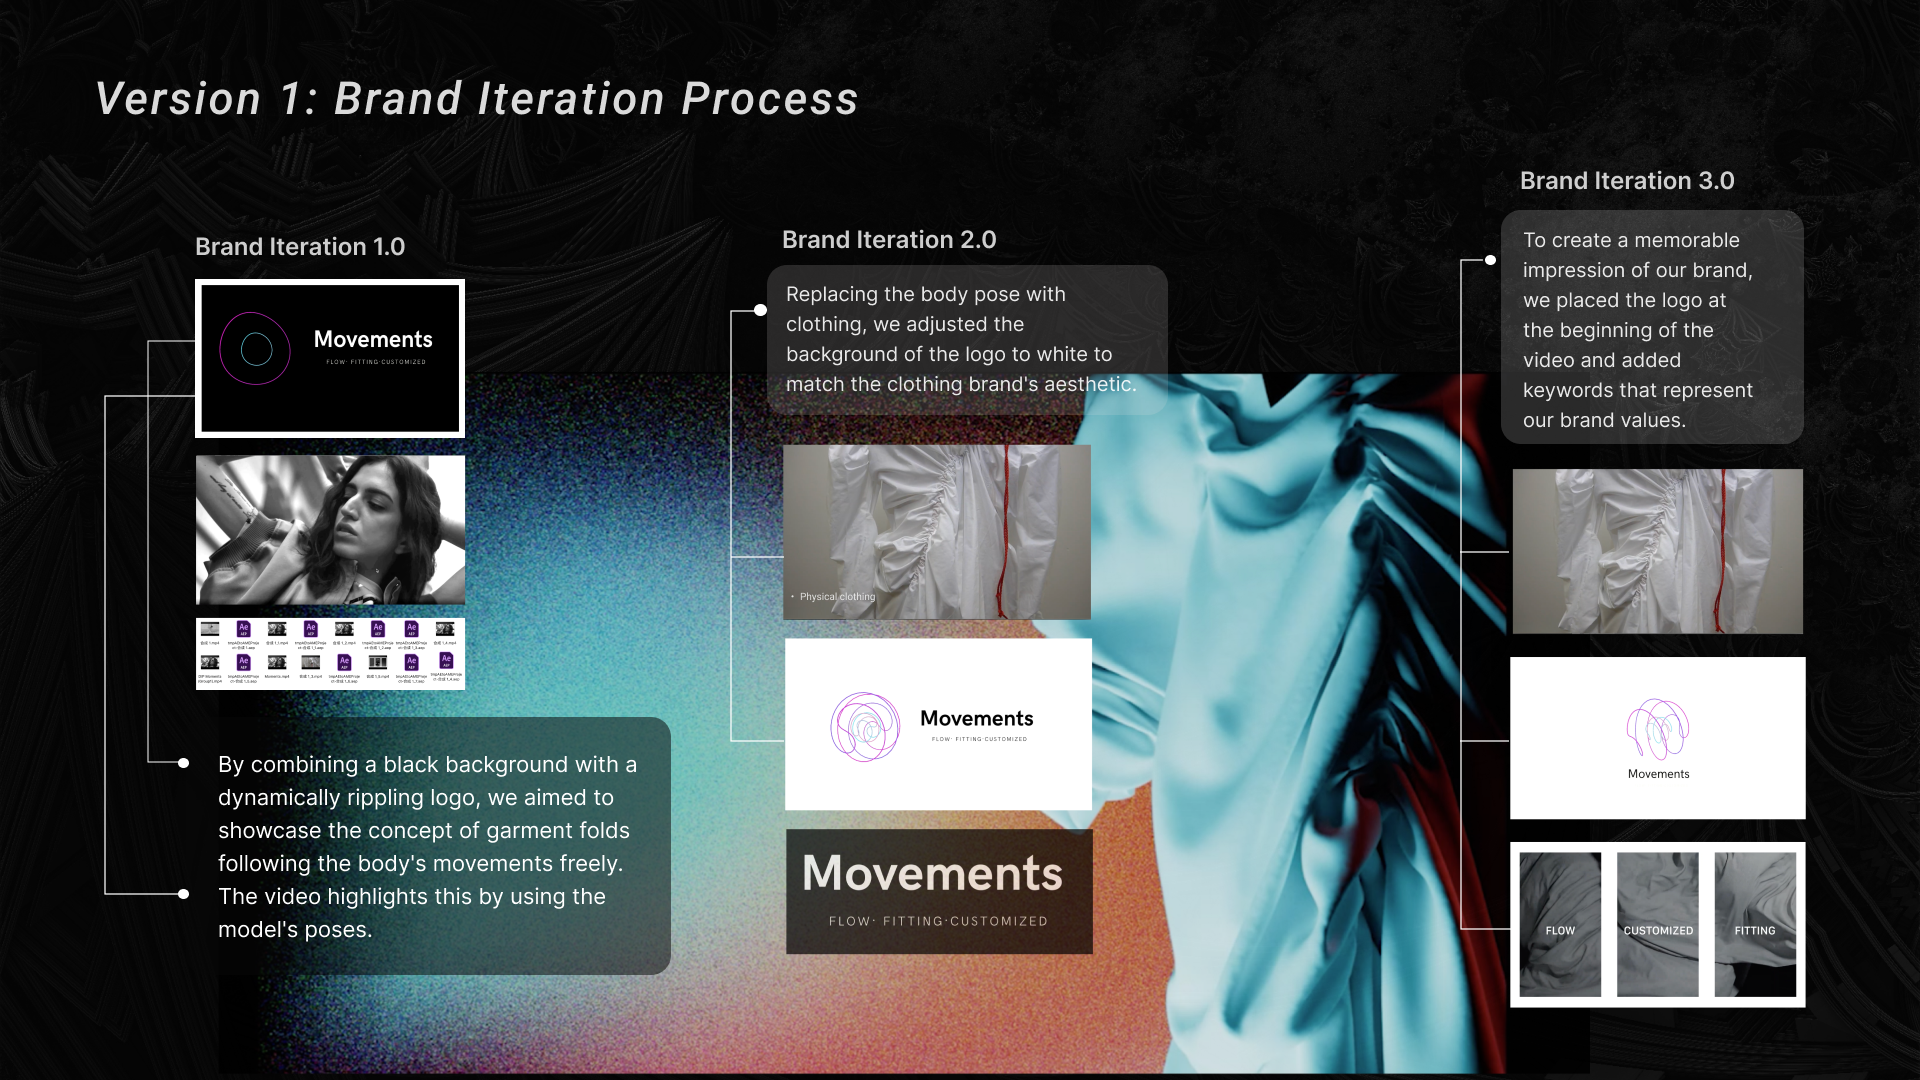 Version 1: Brand Iteration Process
Brand Iteration 1.0
Movements
FLOW· FITTING·CUSTOMIZED
By combining a black background with a
dynamically rippling logo, we aimed to
showcase the concept of garment folds
following the body's movements freely.
The video highlights this by using the
model's poses.
Brand Iteration 2.0
Replacing the body pose with
clothing, we adjusted the
background of the logo to white to
match the clothing brand's aesthetic.
• Physical clothing
Movements
FLOW· FITTING·CUSTOMIZED
Movements
FLOW· FITTING·CUSTOMIZED
Brand Iteration 3.0
To create a memorable
impression of our brand,
we placed the logo at
the beginning of the
video and added
keywords that represent
our brand values.
Movements
FLOW
CUSTOMIZED
FITTING